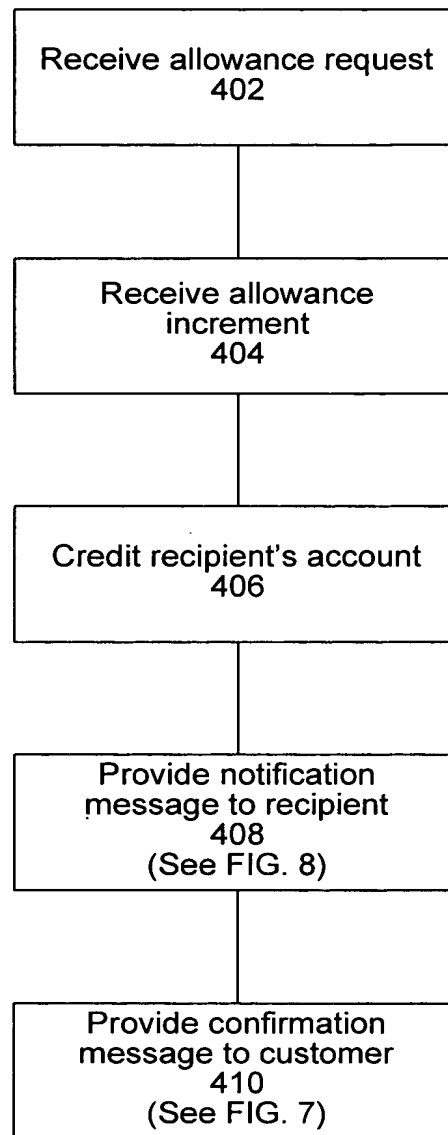 Receive allowance request
402
Receive allowance
increment
404
Credit recipient's account
406
Provide notification
message to recipient
408
(See FIG. 8)
Provide confirmation
message to customer
410
(See FIG. 7)